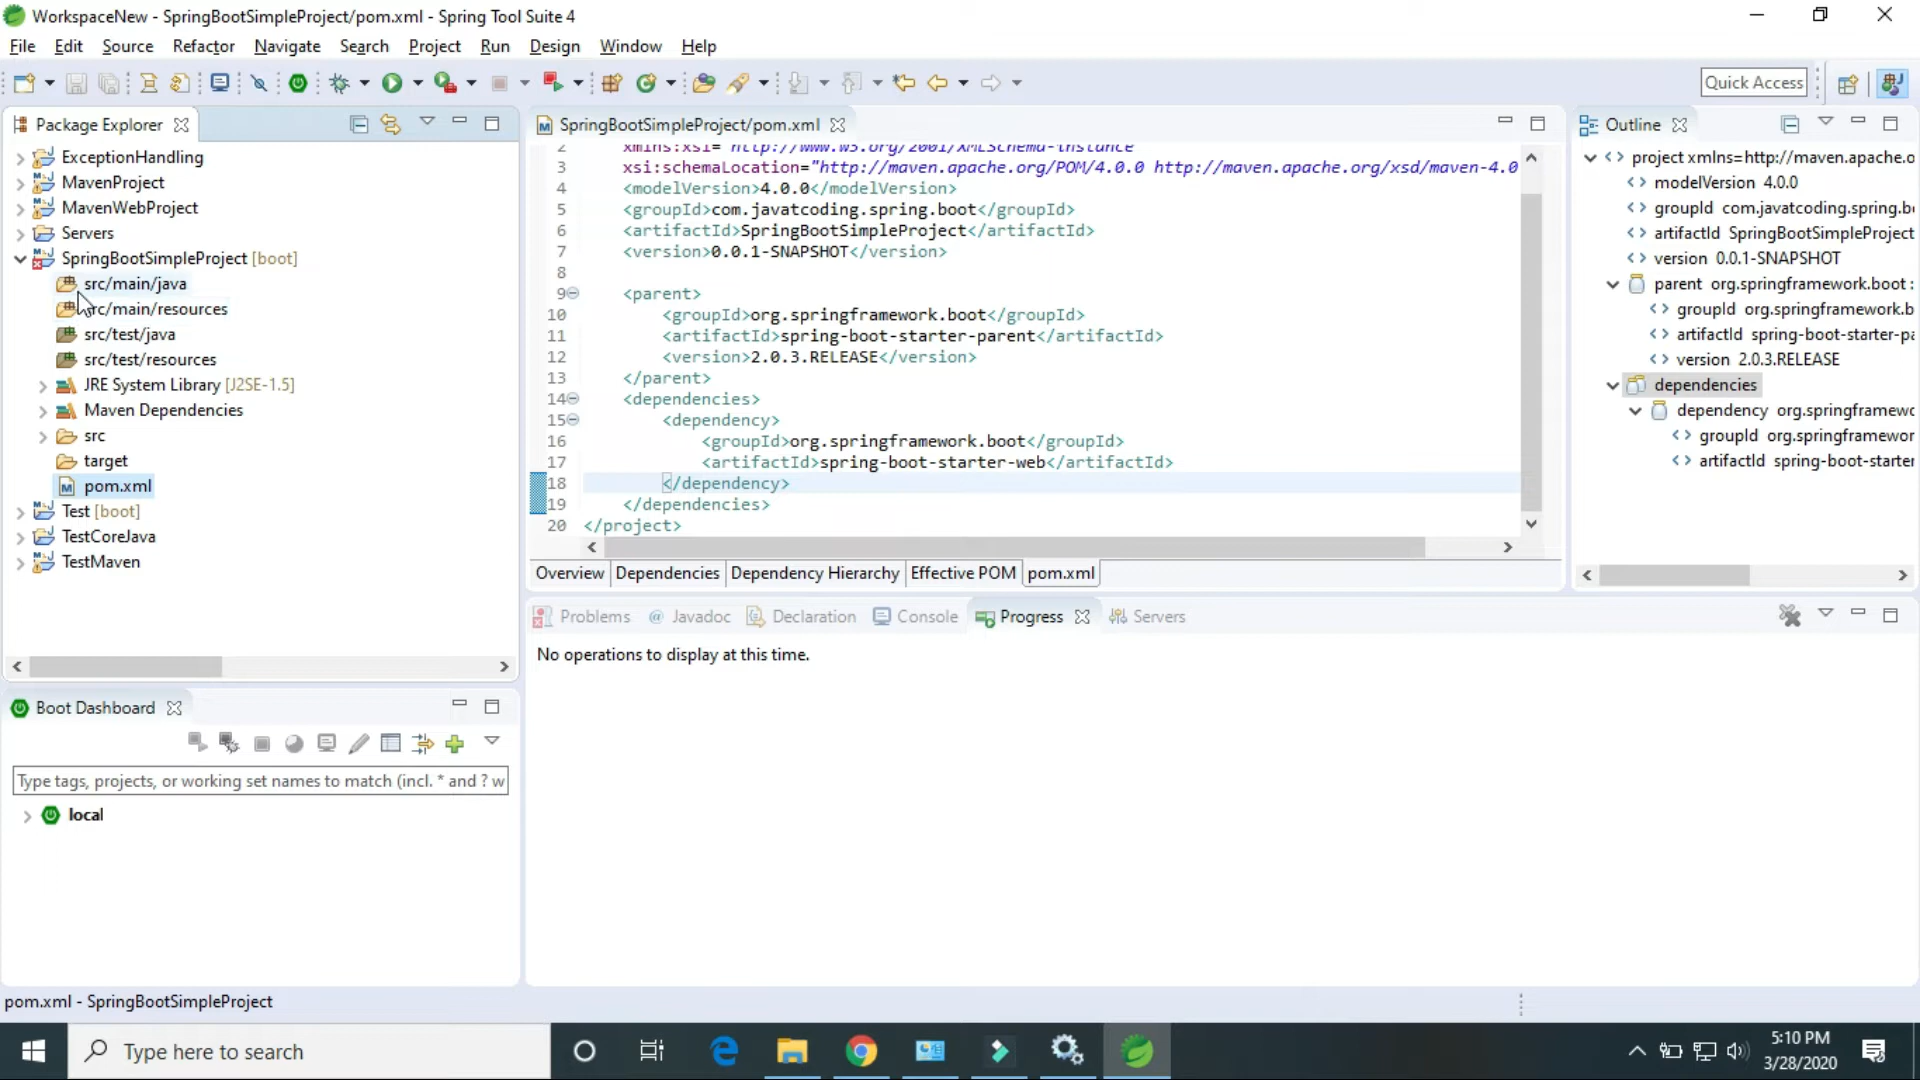 WorkspaceNew - SpringBootSimpleProject/pom.xml - Spring Tool Suite 4
File Edit Source Refactor Navigate Search Project Run Design Window Help
Quick Access
Package Explorer
ExceptionHandling
MavenProject
MavenWebProject
Servers
SpringBootSimpleProject [boot]
src/main/java
src/main/resources
src/test/java
src/test/resources
JRE System Library [J2SE-1.5]
Maven Dependencies
src
target
pom.xml
Test [boot]
TestCoreJava
TestMaven
SpringBootSimpleProject/pom.xml
2 xmlns:xsi="http://www.w3.org/2001/XMLSchema-instance"
3 xsi:schemaLocation="http://maven.apache.org/POM/4.0.0 http://maven.apache.org/xsd/maven-4.0
4 <modelVersion>4.0.0</modelVersion>
5 <groupId>com.javatcoding.spring.boot</groupId>
6 <artifactId>SpringBootSimpleProject</artifactId>
7 <version>0.0.1-SNAPSHOT</version>
8
9 <parent>
10 <groupId>org.springframework.boot</groupId>
11 <artifactId>spring-boot-starter-parent</artifactId>
12 <version>2.0.3.RELEASE</version>
13 </parent>
14 <dependencies>
15 <dependency>
16 <groupId>org.springframework.boot</groupId>
17 <artifactId>spring-boot-starter-web</artifactId>
18 </dependency>
19 </dependencies>
20 </project>
Overview Dependencies Dependency Hierarchy Effective POM pom.xml
Outline
project xmlns=http://maven.apache.o
modelVersion 4.0.0
groupId com.javatcoding.spring.b
artifactId SpringBootSimpleProject
version 0.0.1-SNAPSHOT
parent org.springframework.boot :
groupId org.springframework.b
artifactId spring-boot-starter-pa
version 2.0.3.RELEASE
dependencies
dependency org.springframewo
groupId org.springframewor
artifactId spring-boot-starter
Problems @ Javadoc Declaration Console Progress Servers
No operations to display at this time.
Boot Dashboard
Type tags, projects, or working set names to match (incl. * and ? w
local
pom.xml - SpringBootSimpleProject
Type here to search
5:10 PM
3/28/2020